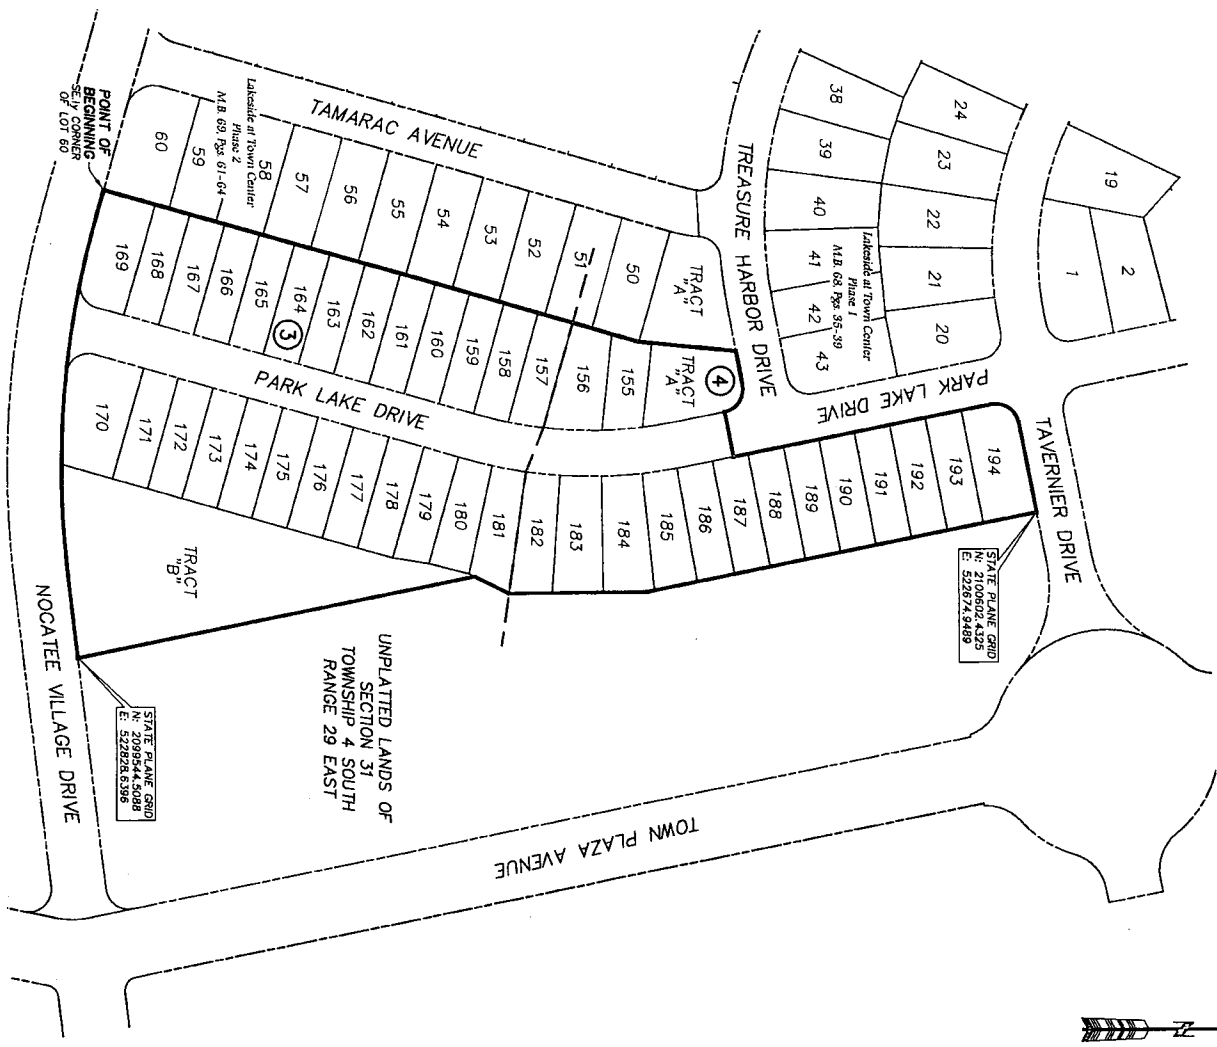 POINT OF
BEGINNING
SE.ly CORNER
OF LOT 60
Lakeside at Town Center
Phase 2
M.B. 69, Pgs. 61-64
TAMARAC AVENUE
60
59
58
57
56
55
54
53
52
51
50
TRACT
"A"
TREASURE HARBOR DRIVE
38
39
40
41
42
43
Lakeside at Town Center
Phase 1
M.B. 68, Pgs. 35-39
24
23
22
21
20
19
1
2
169
168
167
166
165
164
163
162
161
160
159
158
157
156
155
TRACT
"A"
3
4
PARK LAKE DRIVE
PARK LAKE DRIVE
170
171
172
173
174
175
176
177
178
179
180
181
182
183
184
185
186
187
188
189
190
191
192
193
194
TAVERNIER DRIVE
STATE PLANE GRID
N: 2100602.4325
E: 522674.9489
TRACT
"B"
NOCATEE VILLAGE DRIVE
STATE PLANE GRID
N: 2099544.5088
E: 522828.6396
UNPLATTED LANDS OF
SECTION 31
TOWNSHIP 4 SOUTH
RANGE 29 EAST
TOWN PLAZA AVENUE
N